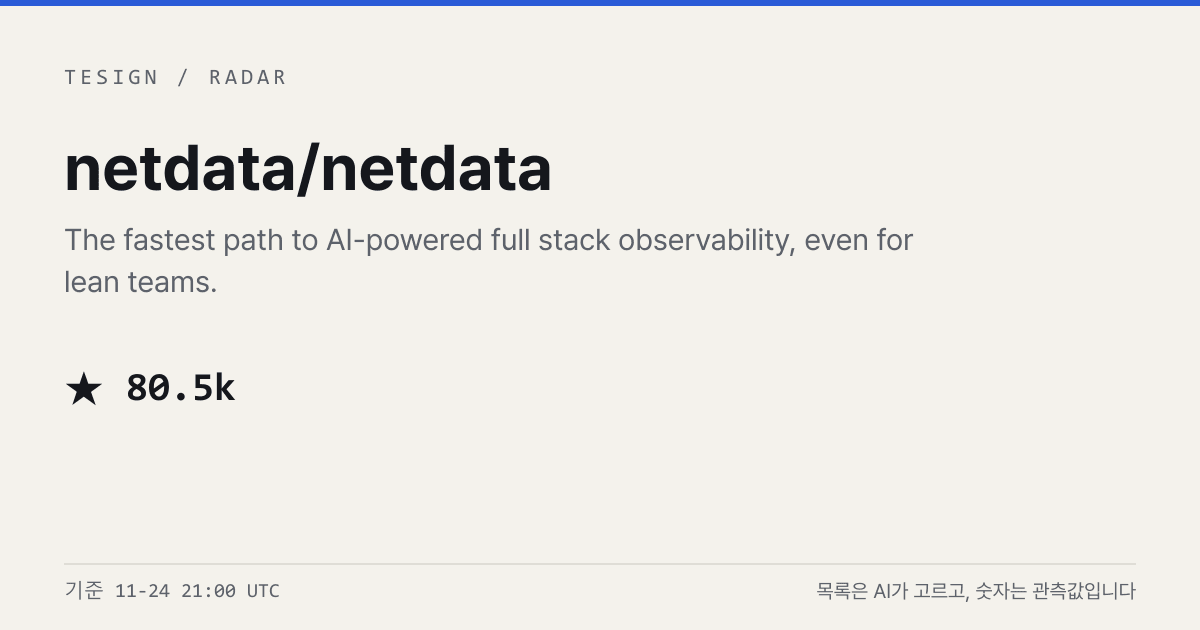 TESIGN / RADAR
netdata/netdata
The fastest path to AI-powered full stack observability, even for
lean teams.
★ 80.5k
기준 11-24 21:00 UTC
목록은 AI가 고르고, 숫자는 관측값입니다